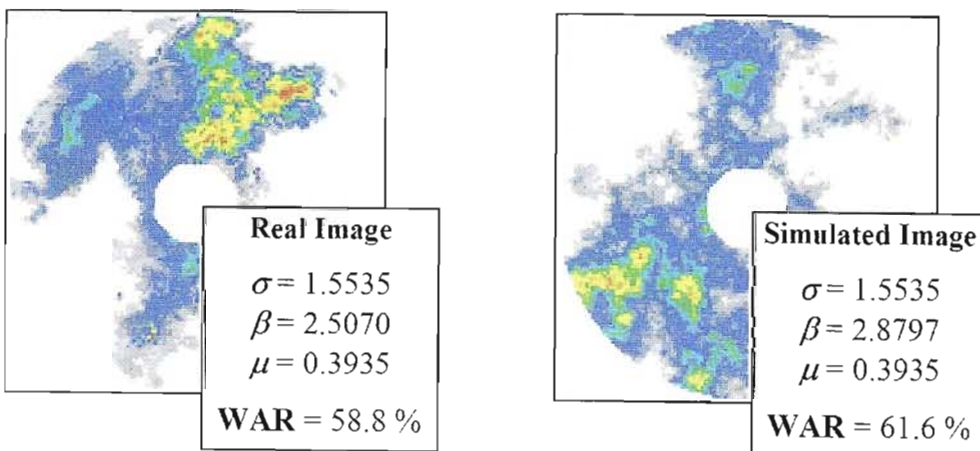 Real Image
σ = 1.5535
β = 2.5070
μ = 0.3935
WAR = 58.8 %
Simulated Image
σ = 1.5535
β = 2.8797
μ = 0.3935
WAR = 61.6 %